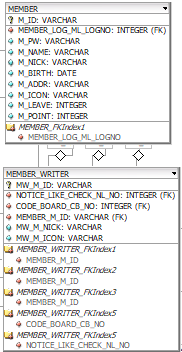 MEMBER
M_ID: VARCHAR
MEMBER_LOG_ML_LOGNO: INTEGER (FK)
M_PW: VARCHAR
M_NAME: VARCHAR
M_NICK: VARCHAR
M_BIRTH: DATE
M_ADDR: VARCHAR
M_ICON: VARCHAR
M_LEAVE: INTEGER
M_POINT: INTEGER
MEMBER_FKIndex1
MEMBER_LOG_ML_LOGNO
MEMBER_WRITER
MW_M_ID: VARCHAR
NOTICE_LIKE_CHECK_NL_NO: INTEGER (FK)
CODE_BOARD_CB_NO: INTEGER (FK)
MEMBER_M_ID: VARCHAR (FK)
MW_M_NICK: VARCHAR
MW_M_ICON: VARCHAR
MEMBER_WRITER_FKIndex1
MEMBER_M_ID
MEMBER_WRITER_FKIndex2
MEMBER_M_ID
MEMBER_WRITER_FKIndex3
MEMBER_M_ID
MEMBER_WRITER_FKIndex5
CODE_BOARD_CB_NO
MEMBER_WRITER_FKIndex5
NOTICE_LIKE_CHECK_NL_NO